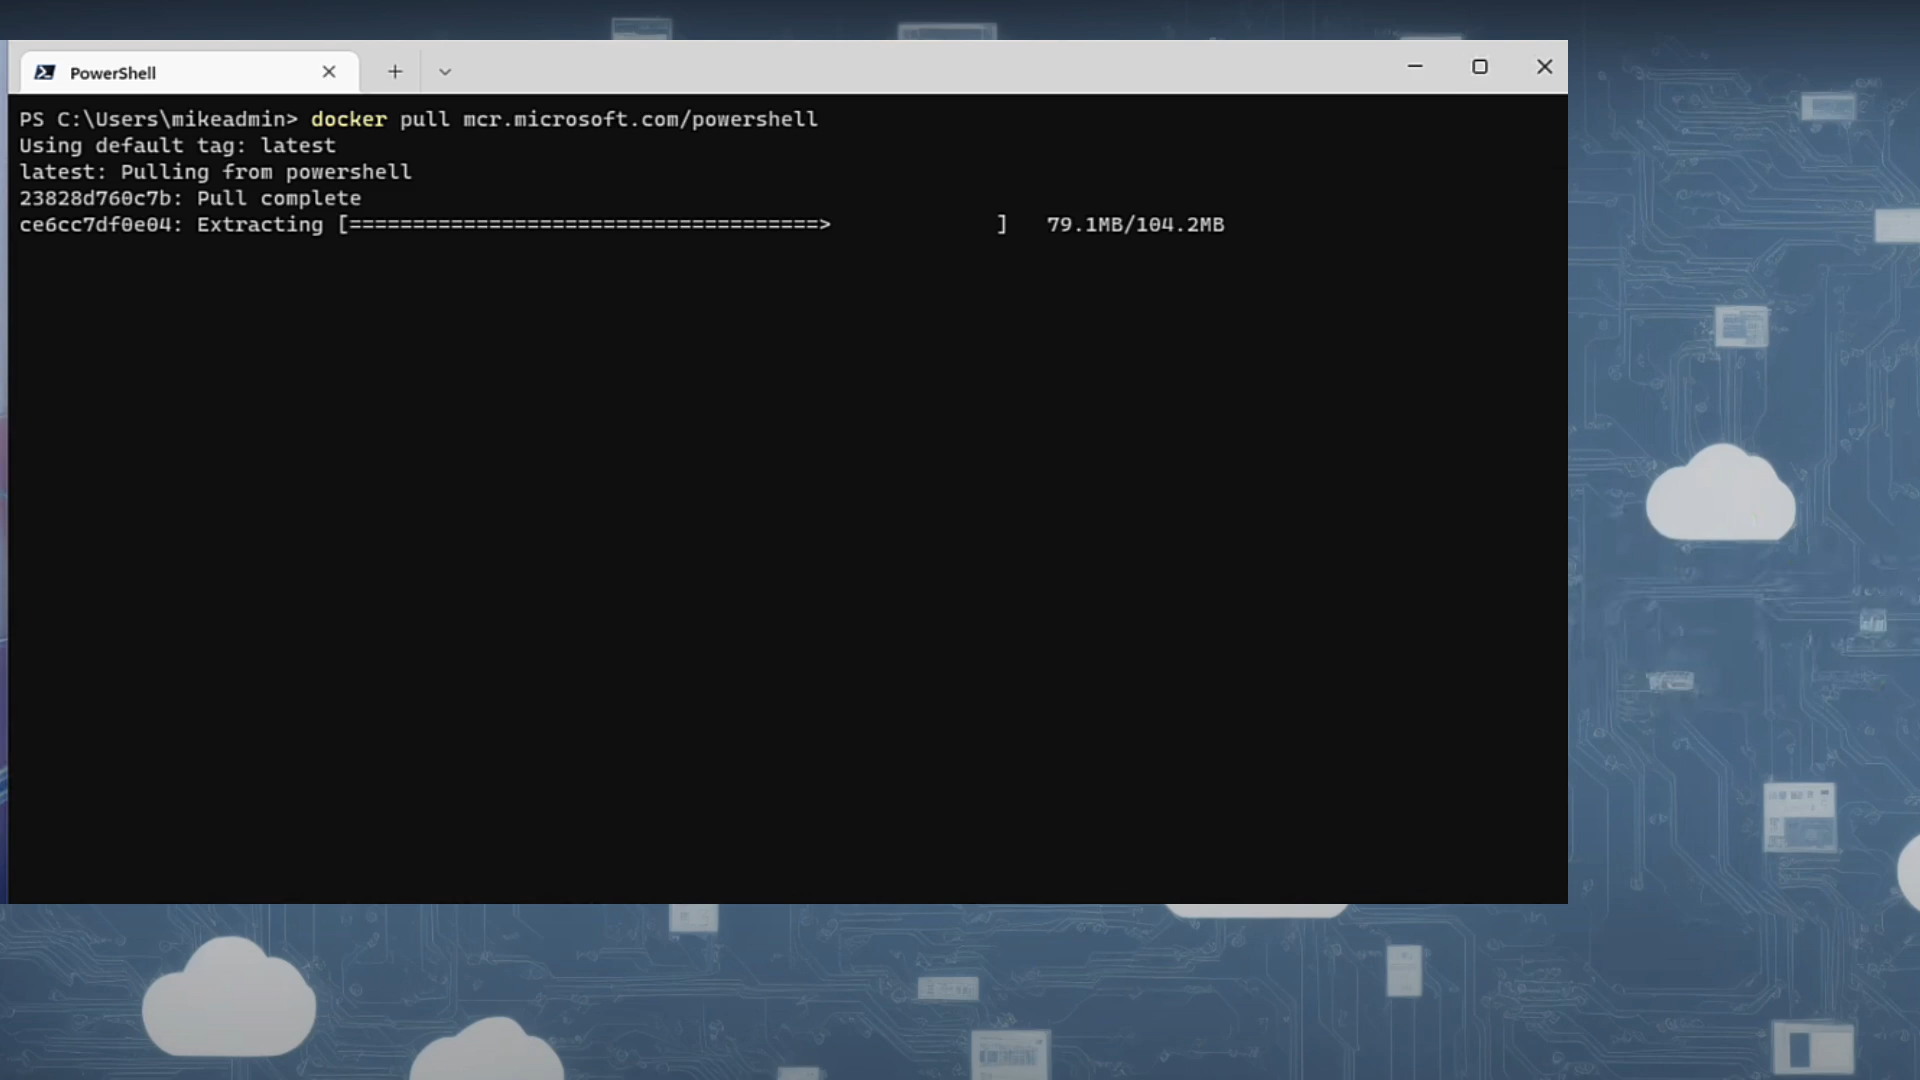 PowerShell
PS C:\Users\mikeadmin> docker pull mcr.microsoft.com/powershell
Using default tag: latest
latest: Pulling from powershell
23828d760c7b: Pull complete
ce6cc7df0e04: Extracting [=====================================>             ]   79.1MB/104.2MB